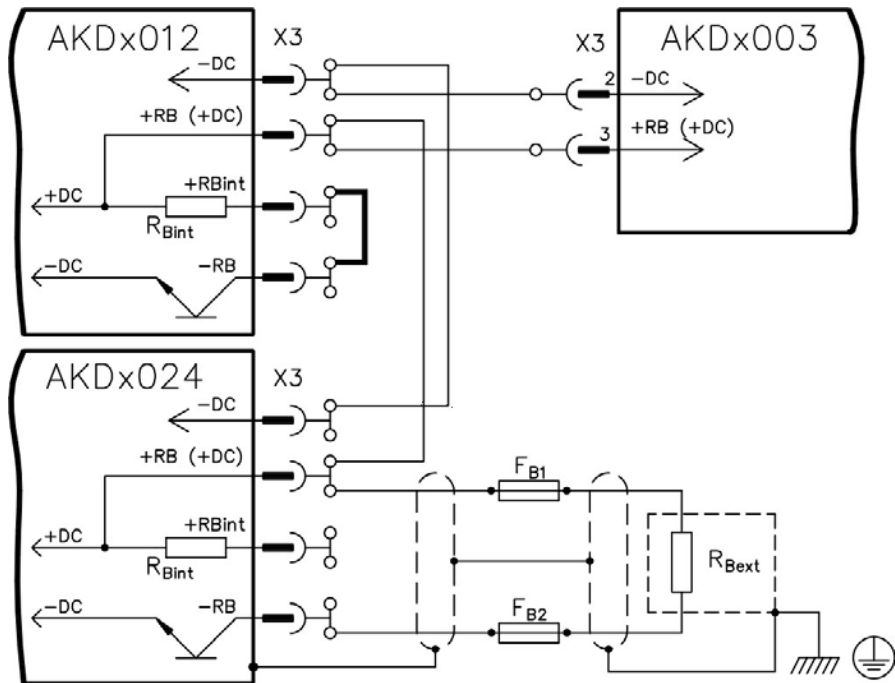 AKDx012
X3
-DC
+RB (+DC)
+RBint
+DC
RBint
-DC
-RB
X3
AKDx003
2
-DC
3
+RB (+DC)
AKDx024
X3
-DC
+RB (+DC)
+RBint
+DC
RBint
-DC
-RB
FB1
FB2
RBext